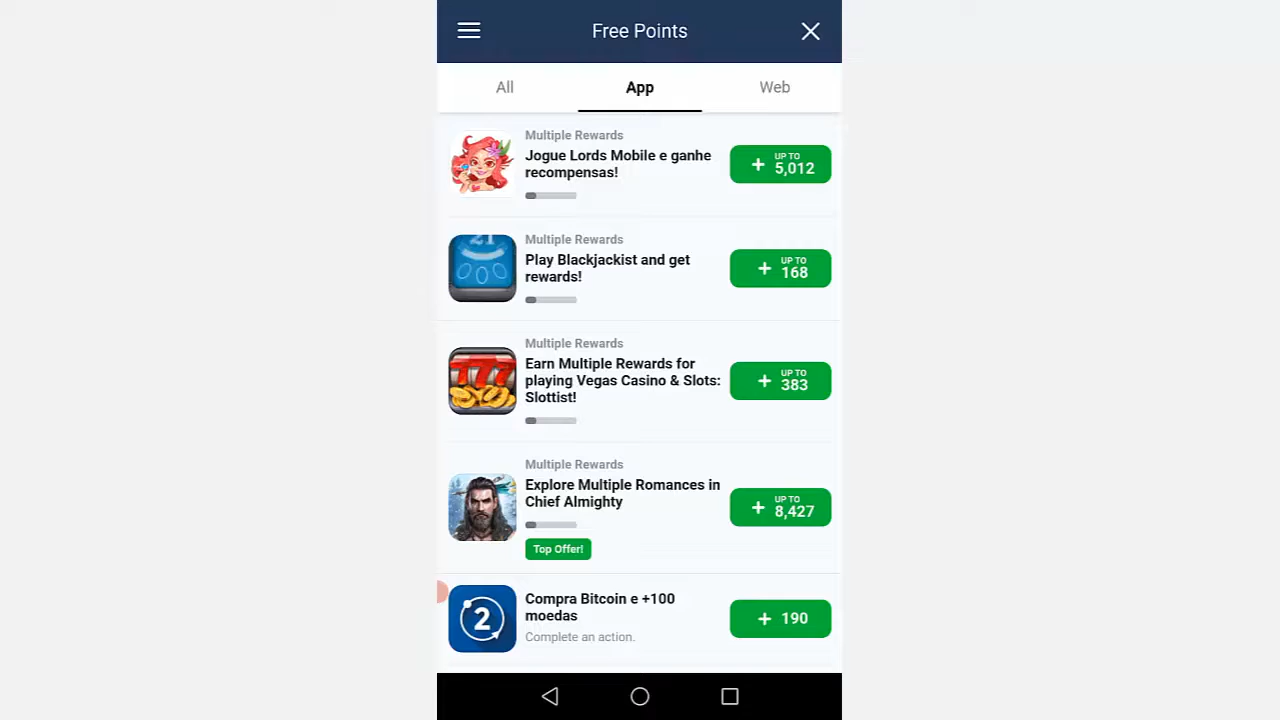 Free Points
All
App
Web
Multiple Rewards
Jogue Lords Mobile e ganhe
recompensas!
+ UP TO
5,012
21
Multiple Rewards
Play Blackjackist and get
rewards!
+ UP TO
168
777
Multiple Rewards
Earn Multiple Rewards for
playing Vegas Casino & Slots:
Slottist!
+ UP TO
383
Multiple Rewards
Explore Multiple Romances in
Chief Almighty
Top Offer!
+ UP TO
8,427
2
Compra Bitcoin e +100
moedas
Complete an action.
+ 190